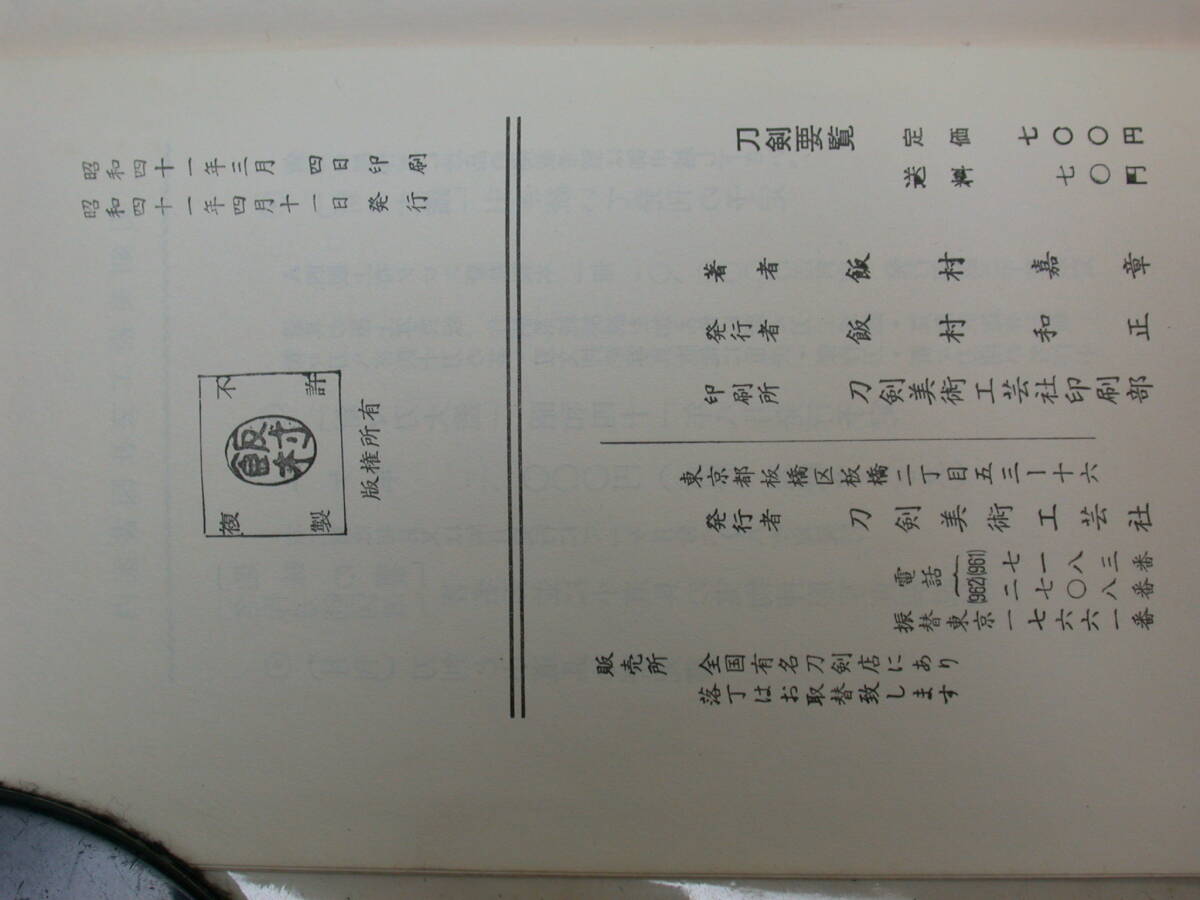 刀剣要覧
定価 七〇〇円
送料 七〇円
昭和四十一年三月 四日印刷
昭和四十一年四月十一日発行
著者 飯村嘉章
発行者 飯村和正
印刷所 刀剣美術工芸社印刷部
不許
複製
飯村
版権所有
東京都板橋区板橋二丁目五三ー十六
発行者 刀剣美術工芸社
電話
(961)
(962)
振替東京一七六六一番
販売所 全国有名刀剣店にあり
落丁はお取替致します